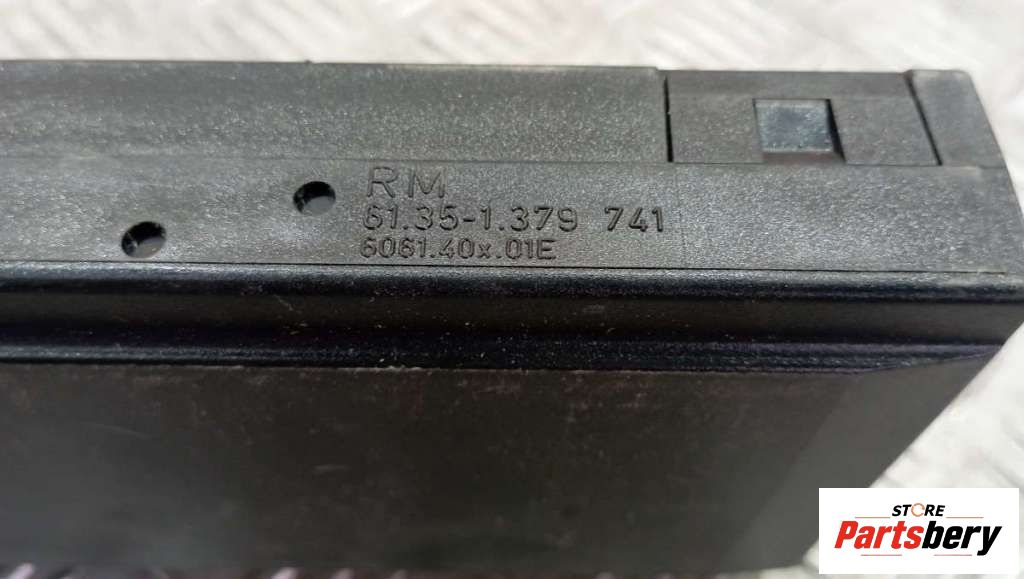 RM
61.35-1.379 741
6061.40x.01E
STORE
Partsbery